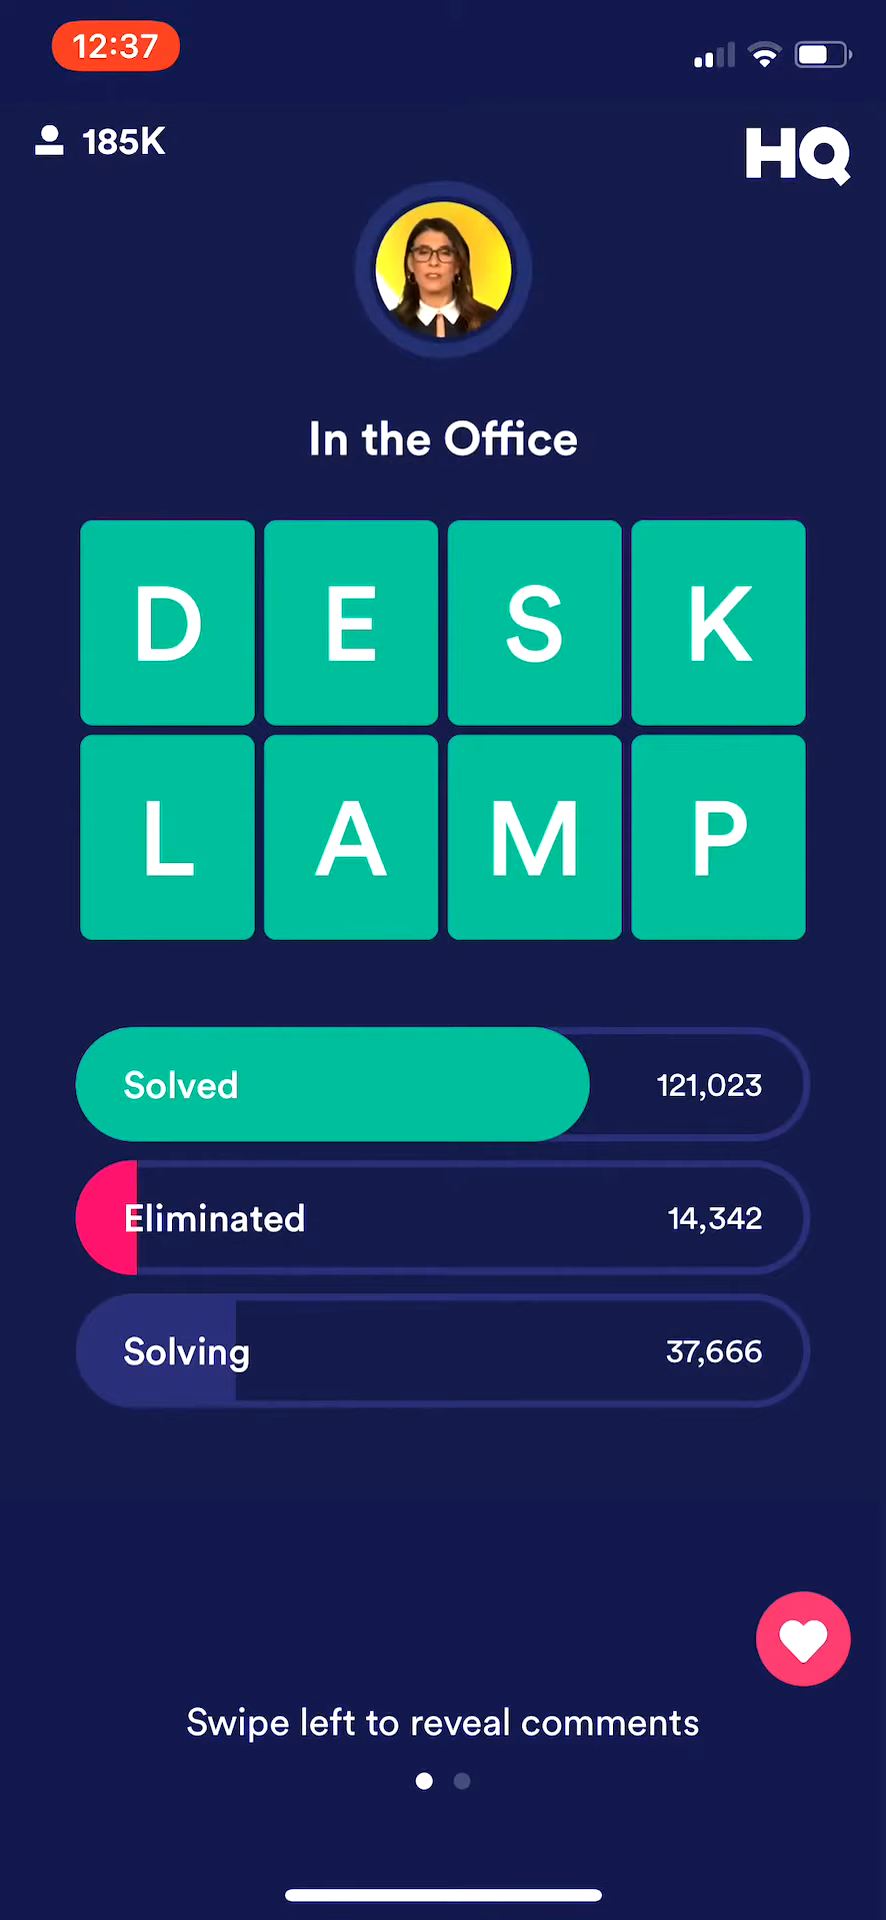 12:37
185K
HQ
In the Office
D E S K
L A M P
Solved 121,023
Eliminated 14,342
Solving 37,666
Swipe left to reveal comments